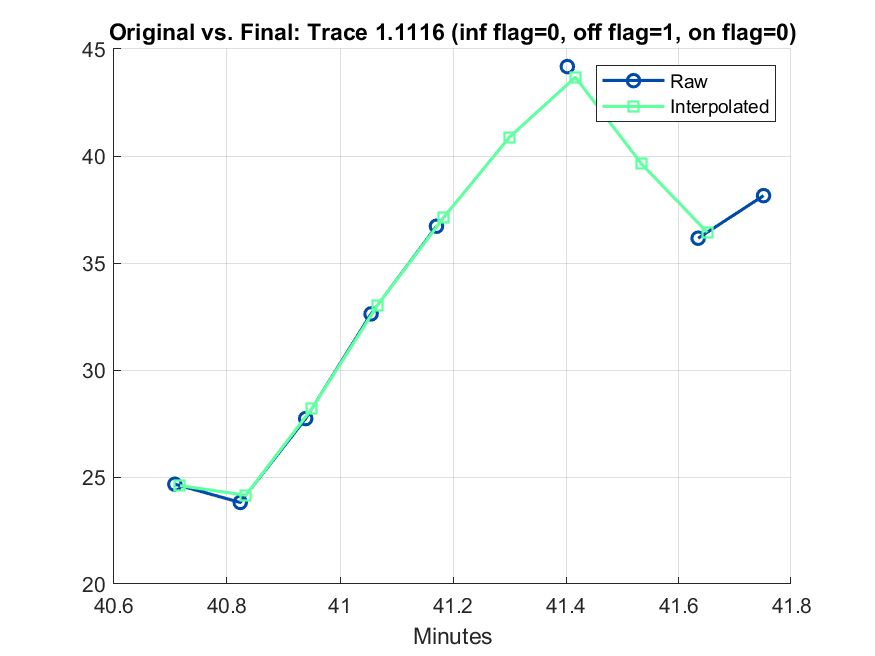 Original vs. Final: Trace 1.1116 (inf flag=0, off flag=1, on flag=0)
45
40
35
30
25
20
Raw
Interpolated
40.6 40.8 41 41.2 41.4 41.6 41.8
Minutes